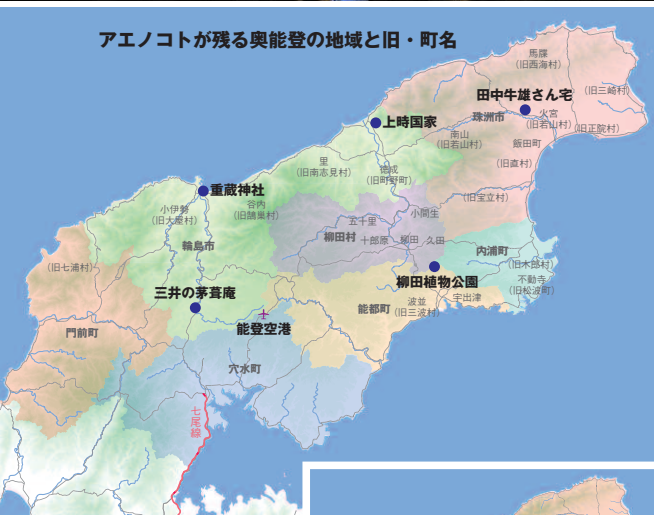 アエノコトが残る奥能登の地域と旧・町名
馬緤
(旧西海村)
(旧三崎村)
田中牛雄さん宅
珠洲市
火宮
(旧若山村)
(旧正院村)
上時国家
南山
(旧若山村)
飯田町
(旧直村)
里
(旧南志見村)
徳成
(旧町野町)
(旧宝立村)
重蔵神社
小伊勢
(旧大屋村)
谷内
(旧鵠巣村)
輪島市
五十里
小間生
柳田村
十郎原
柳田
久田
内浦町
(旧木郎村)
不動寺
(旧松波町)
(旧七浦村)
柳田植物公園
三井の茅葺庵
能登空港
能都町
波並
(旧三波村)
宇出津
門前町
穴水町
七尾線